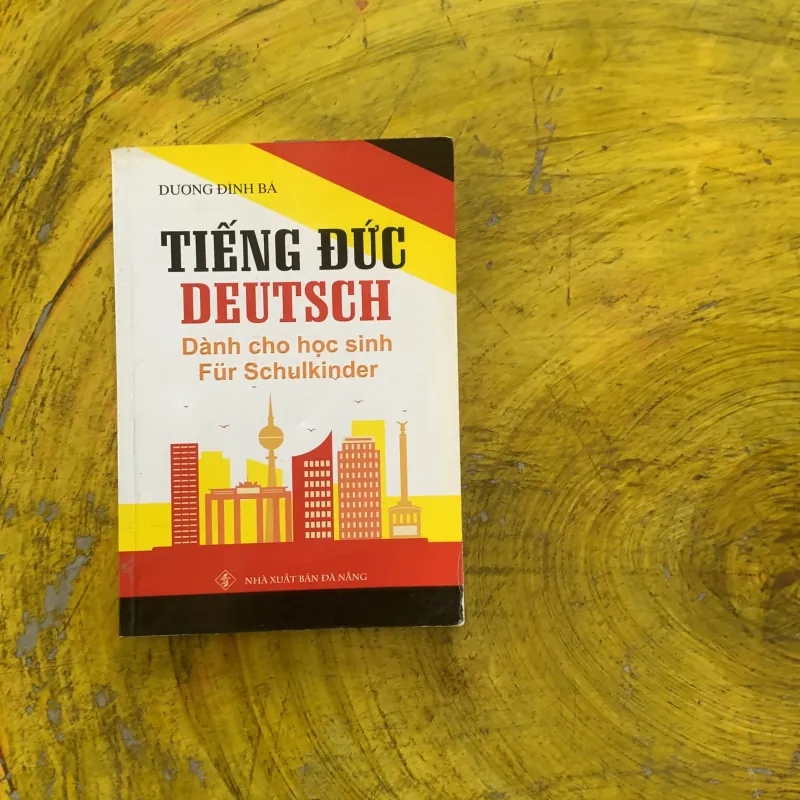 DƯƠNG ĐÌNH BÁ
TIẾNG ĐỨC
DEUTSCH
Dành cho học sinh
Für Schulkinder
NHÀ XUẤT BẢN ĐÀ NẴNG